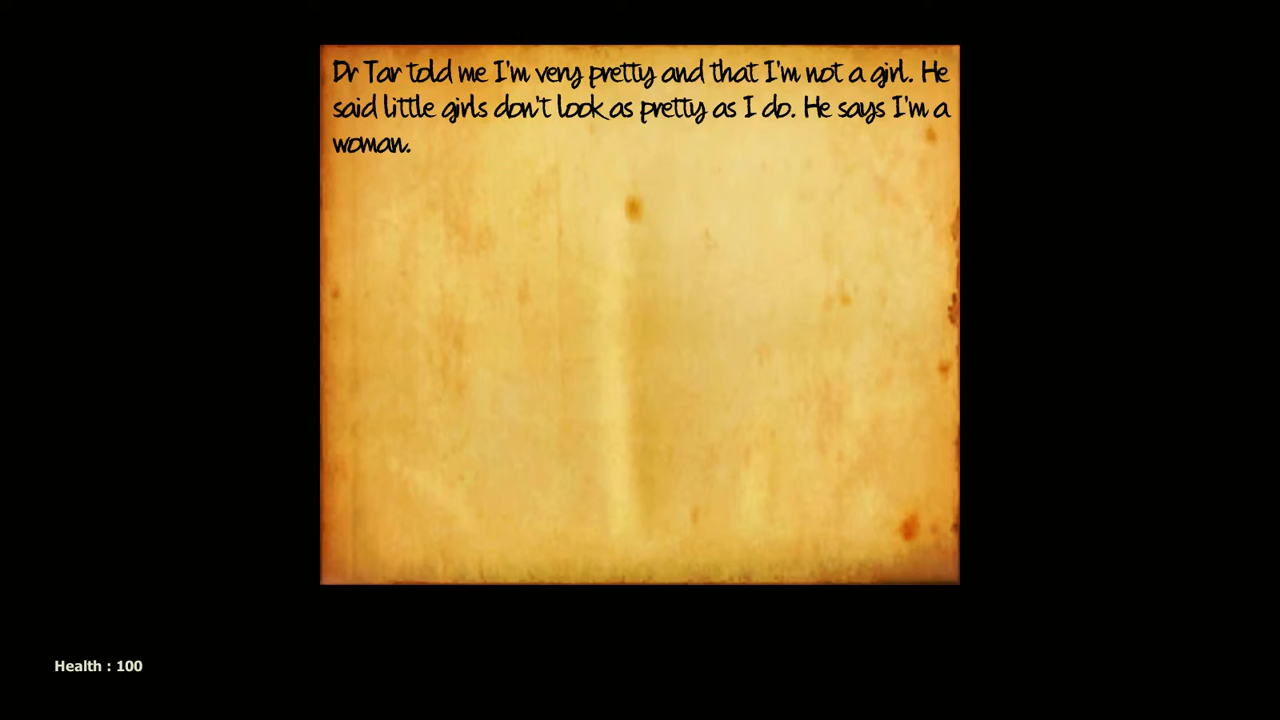 Dr Tar told me I'm very pretty and that I'm not a girl. He
said little girls don't look as pretty as I do. He says I'm a
woman.
Health : 100